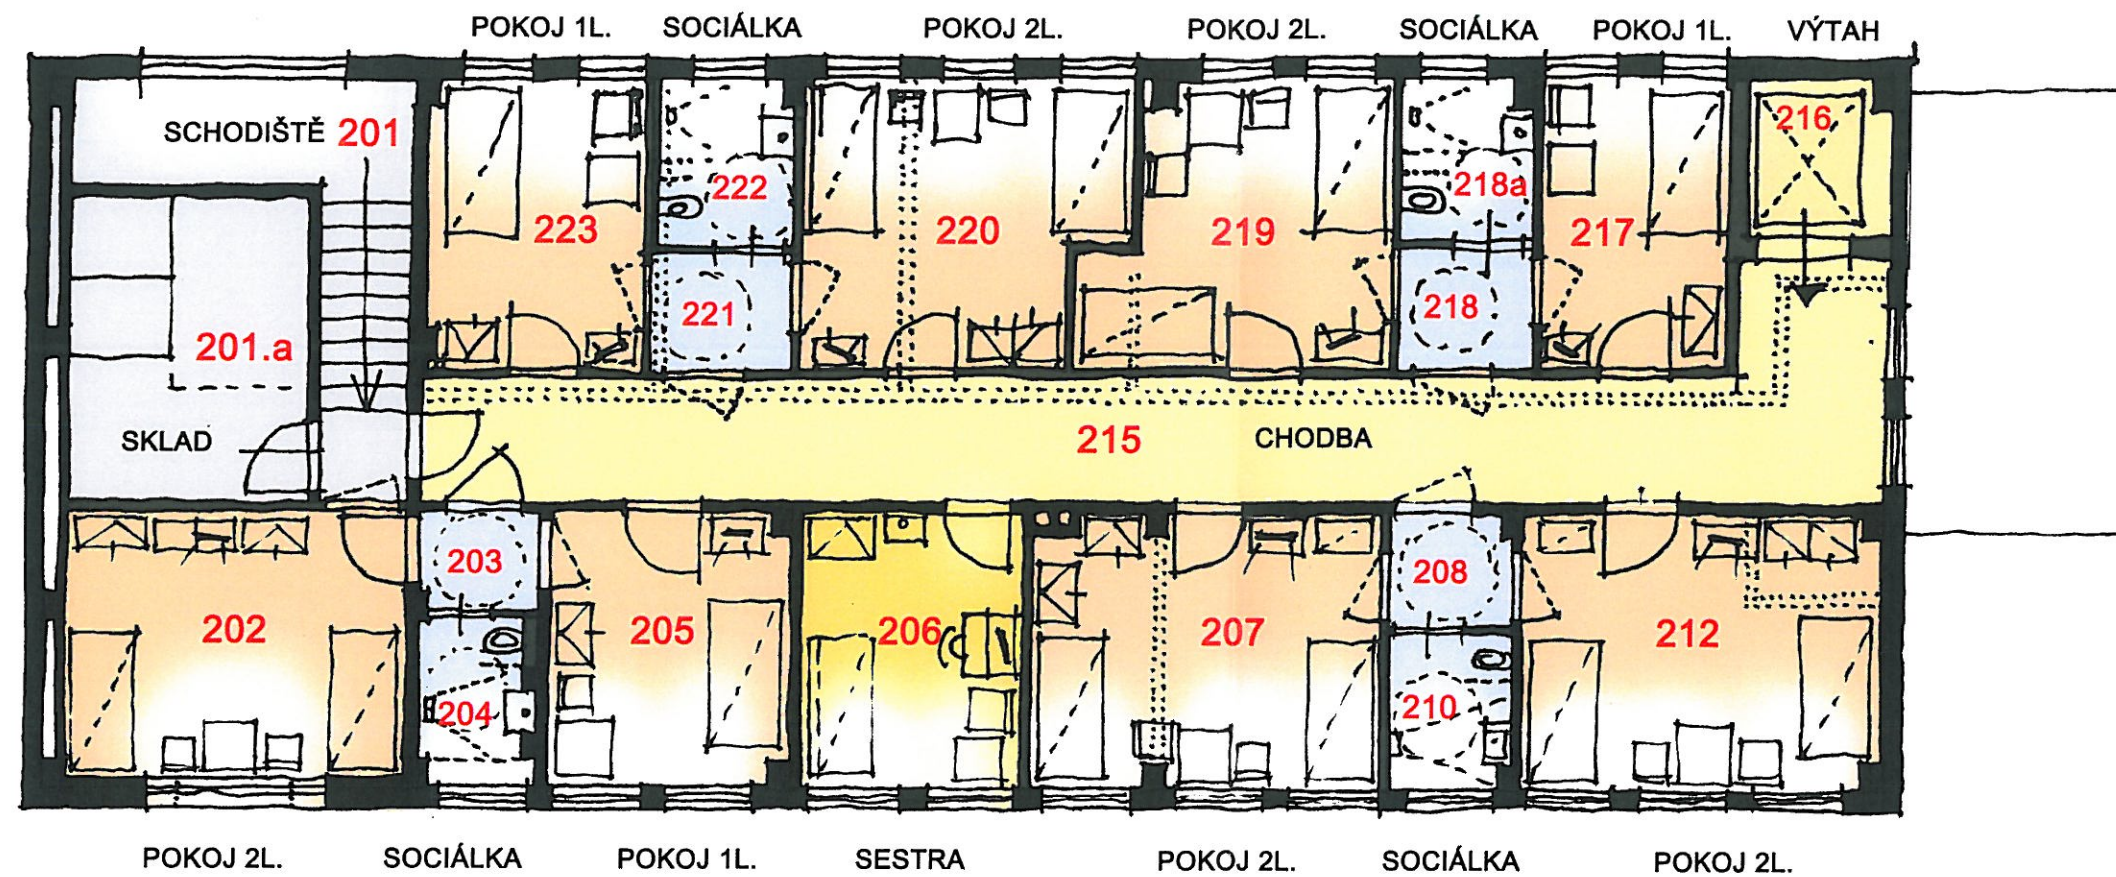 POKOJ 1L. SOCIÁLKA POKOJ 2L. POKOJ 2L. SOCIÁLKA POKOJ 1L. VÝTAH
216
SCHODIŠTĚ 201
222 218a
223 220 219 217
221 218
201.a
SKLAD 215 CHODBA
203 208
202 205 206 207 212
204 210
POKOJ 2L. SOCIÁLKA POKOJ 1L. SESTRA POKOJ 2L. SOCIÁLKA POKOJ 2L.